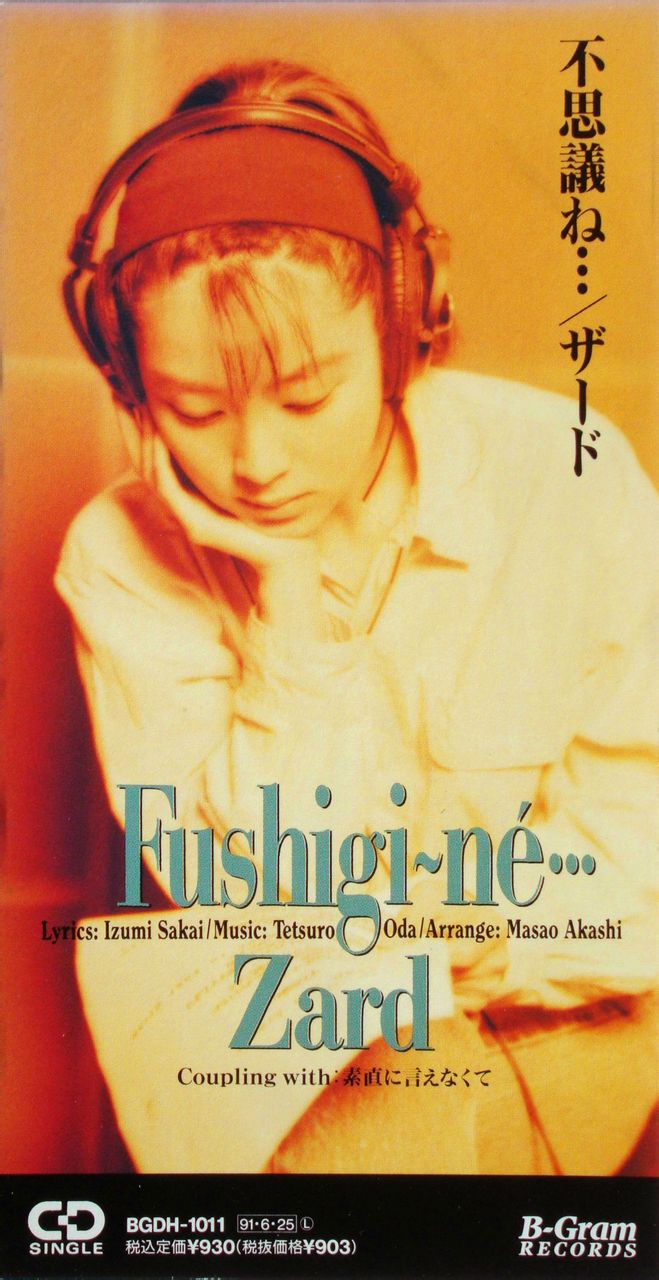 不思議ね…／ザード
Fushigi~né…
Lyrics: Izumi Sakai/Music: Tetsuro Oda/Arrange: Masao Akashi
Zard
Coupling with:素直に言えなくて
CD
SINGLE
BGDH-1011 91・6・25 Ⓛ
税込定価¥930(税抜価格¥903)
B-Gram
RECORDS